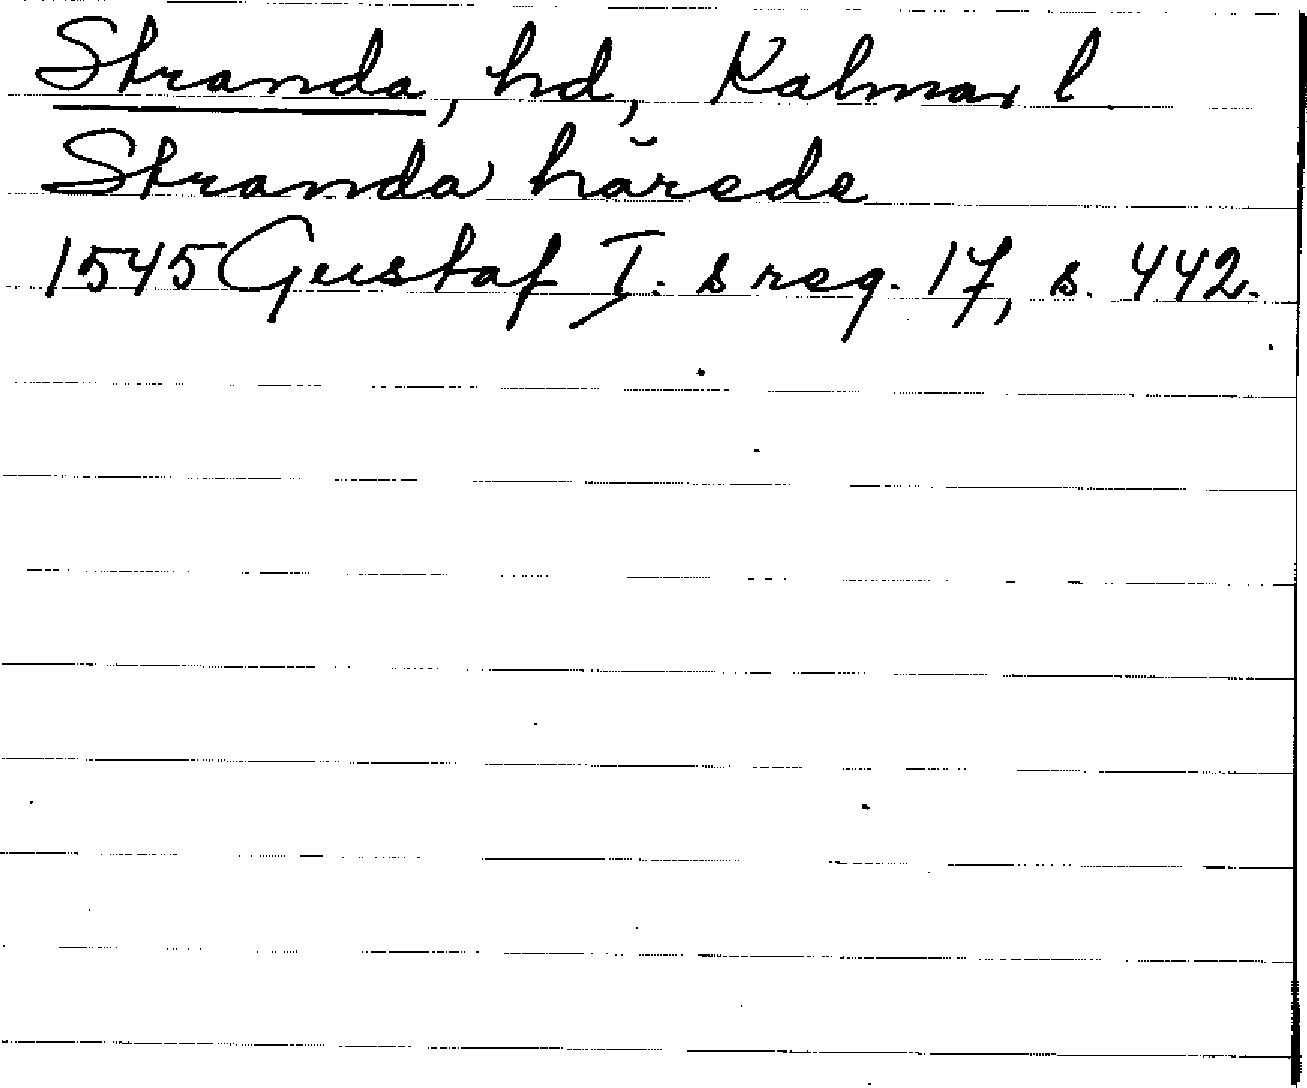 Stranda, hd, Kalmar l
Stranda härede
1545 Gustaf I:s reg. 17, s. 442.